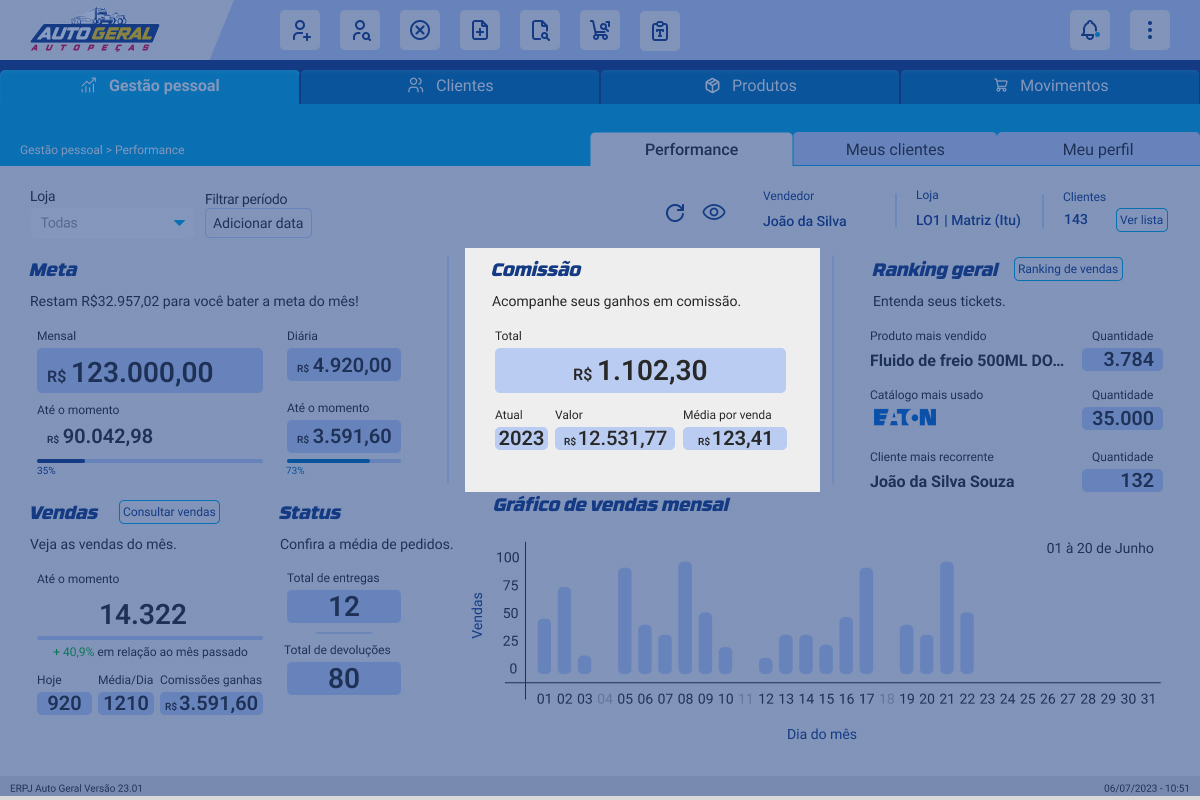 AUTO GERAL
AUTOPEÇAS
Gestão pessoal
Clientes
Produtos
Movimentos
Gestão pessoal > Performance
Performance
Meus clientes
Meu perfil
Loja
Todas
Filtrar período
Adicionar data
Vendedor
João da Silva
Loja
LO1 | Matriz (Itu)
Clientes
143
Ver lista
Meta
Restam R$32.957,02 para você bater a meta do mês!
Mensal
R$ 123.000,00
Até o momento
R$ 90.042,98
35%
Diária
R$ 4.920,00
Até o momento
R$ 3.591,60
73%
Comissão
Acompanhe seus ganhos em comissão.
Total
R$ 1.102,30
Atual
2023
Valor
R$ 12.531,77
Média por venda
R$ 123,41
Ranking geral
Ranking de vendas
Entenda seus tickets.
Produto mais vendido
Quantidade
Fluido de freio 500ML DO...
3.784
Catálogo mais usado
Quantidade
EATON
35.000
Cliente mais recorrente
Quantidade
João da Silva Souza
132
Vendas
Consultar vendas
Veja as vendas do mês.
Até o momento
14.322
+ 40,9% em relação ao mês passado
Hoje
920
Média/Dia
1210
Comissões ganhas
R$ 3.591,60
Status
Confira a média de pedidos.
Total de entregas
12
Total de devoluções
80
Gráfico de vendas mensal
01 à 20 de Junho
Vendas
100
75
50
25
0
01 02 03 04 05 06 07 08 09 10 11 12 13 14 15 16 17 18 19 20 21 22 23 24 25 26 27 28 29 30 31
Dia do mês
ERPJ Auto Geral Versão 23.01
06/07/2023 - 10:51